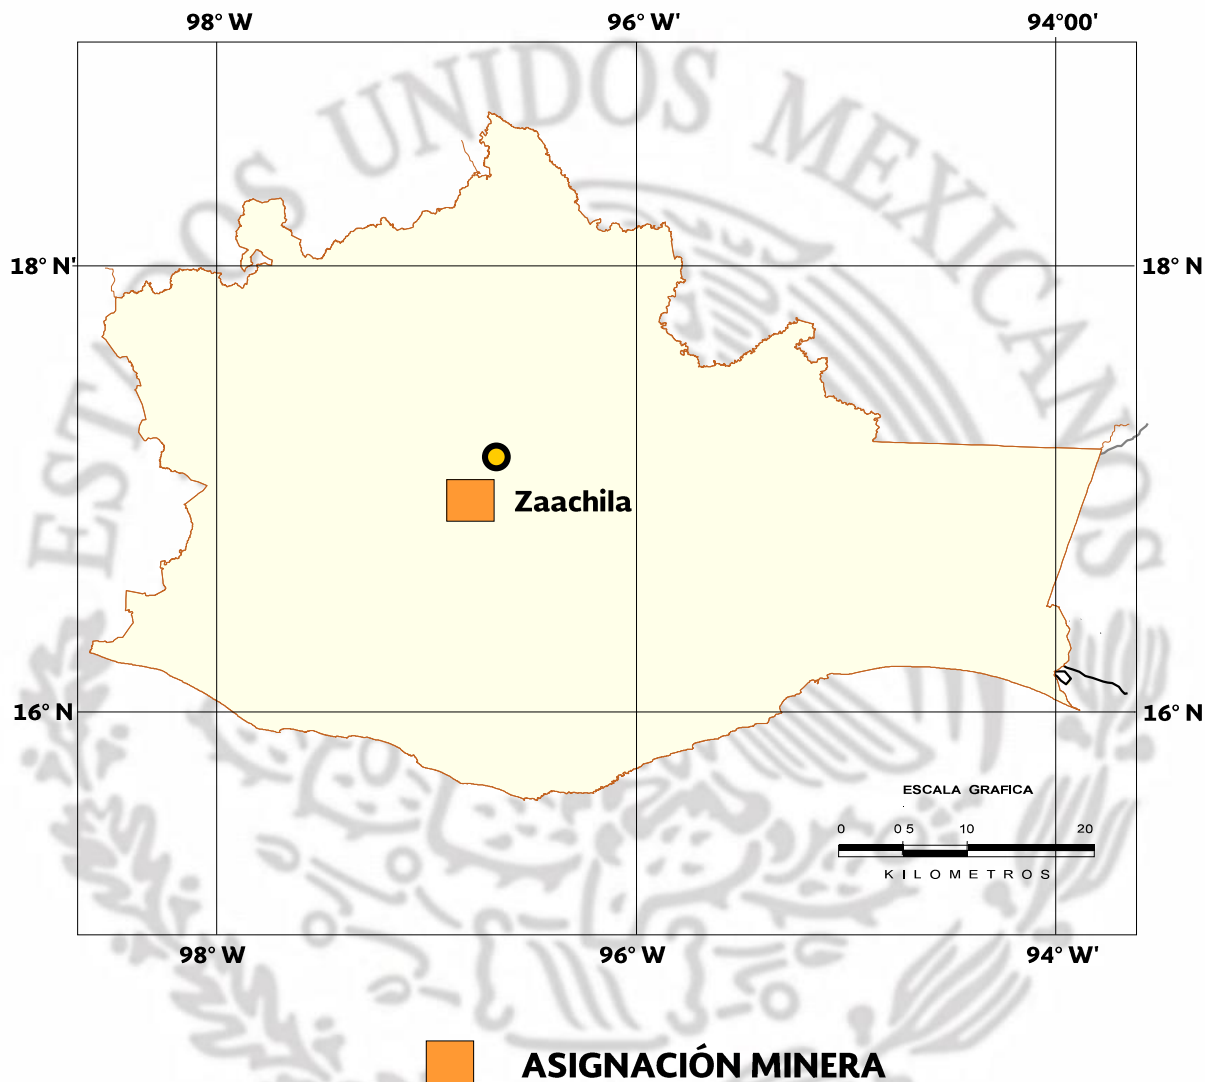 98° W 96° W' 94°00'
ESTADOS UNIDOS MEXICANOS
18° N' 18° N
Zaachila
16° N 16° N
ESCALA GRAFICA
0 0 5 10 20
KILOMETROS
98° W 96° W 94° W'
ASIGNACIÓN MINERA